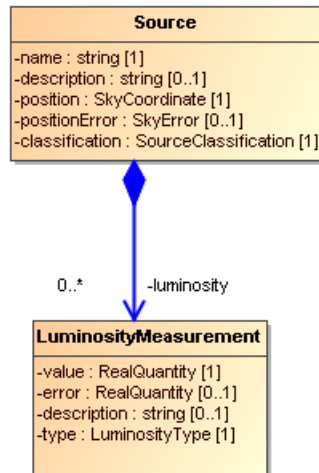 Source
-name : string [1]
-description : string [0..1]
-position : SkyCoordinate [1]
-positionError : SkyError [0..1]
-classification : SourceClassification [1]
0..* -luminosity
LuminosityMeasurement
-value : RealQuantity [1]
-error : RealQuantity [0..1]
-description : string [0..1]
-type : LuminosityType [1]